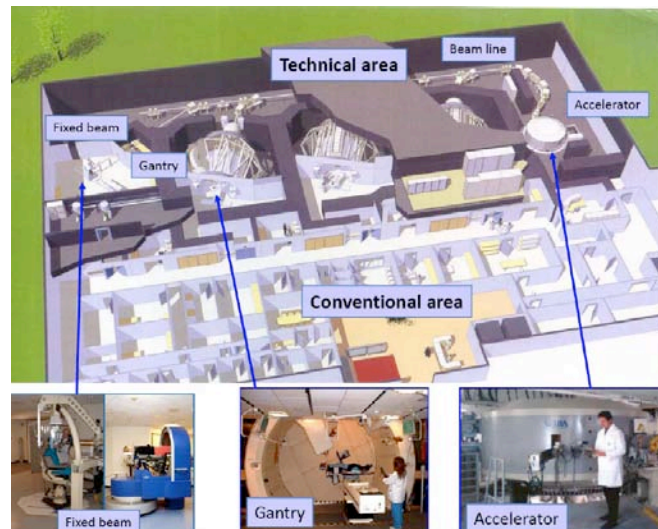 Beam line
Technical area
Accelerator
Fixed beam
Gantry
Conventional area
Fixed beam
Gantry
Accelerator